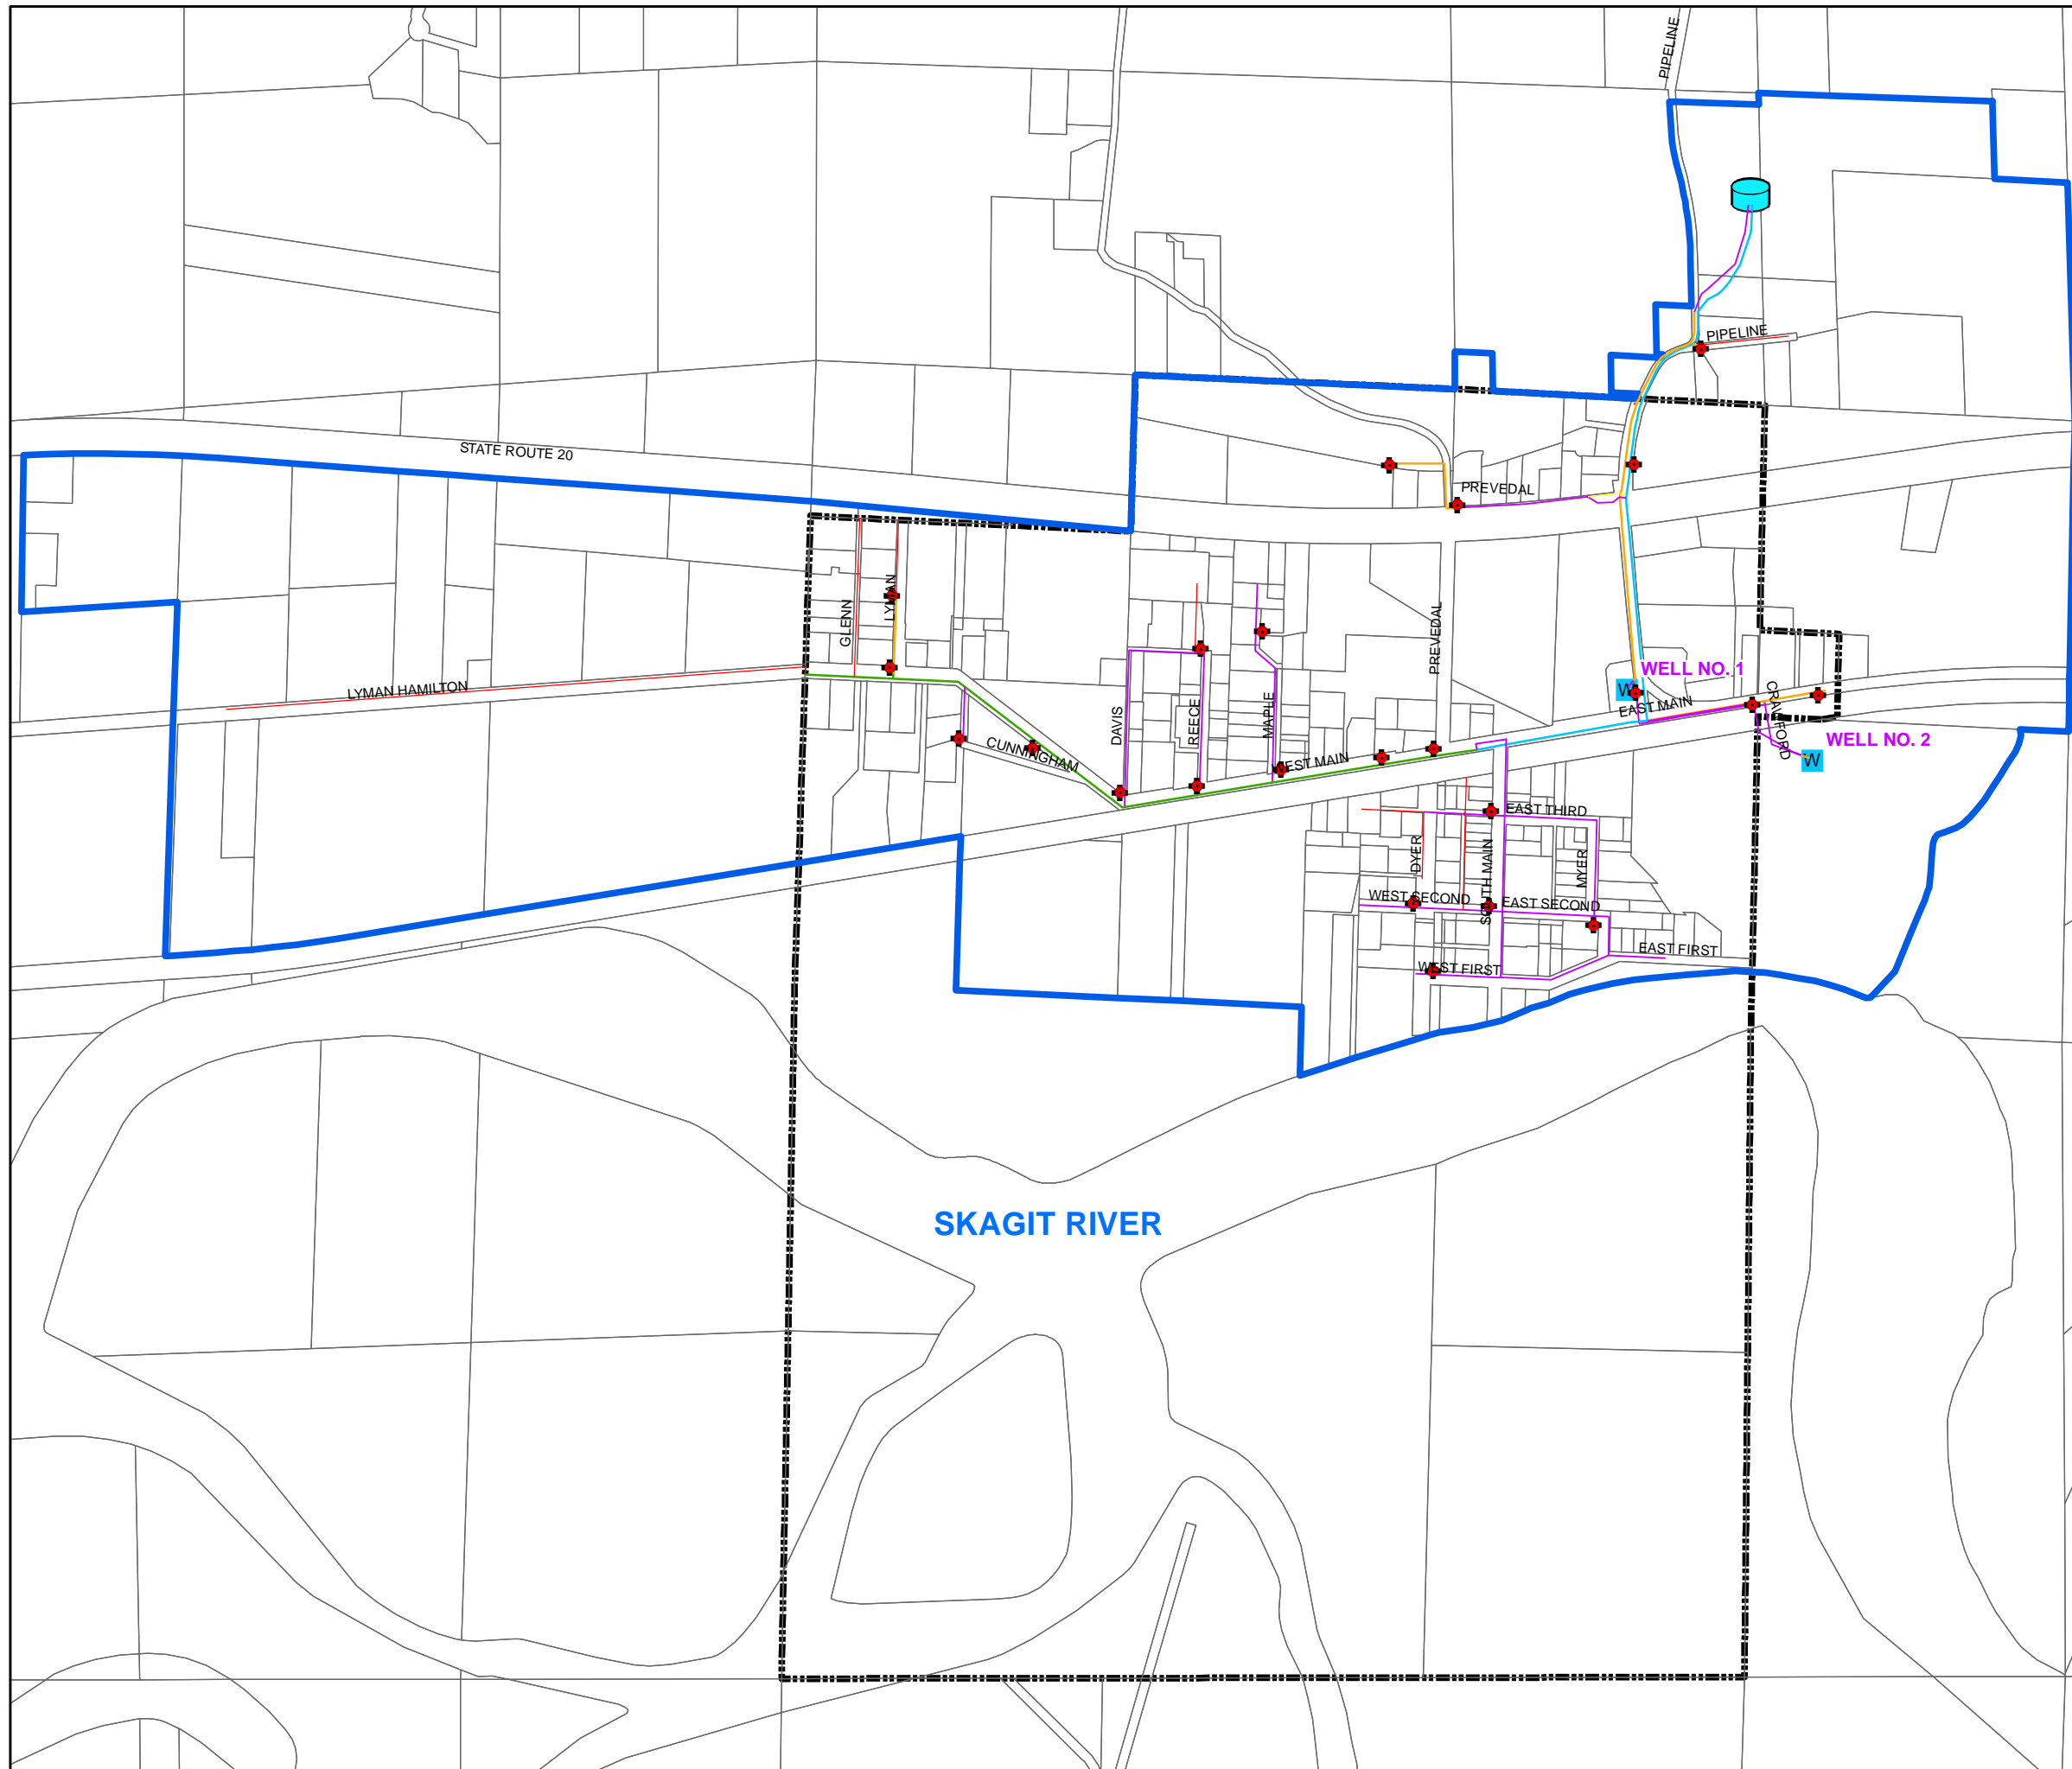 PIPELINE
PIPELINE
STATE ROUTE 20
PREVEDAL
GLENN
LYMAN
PREVEDAL
LYMAN HAMILTON
WELL NO. 1
W
EAST MAIN
CRAWFORD
WELL NO. 2
W
DAVIS
REECE
MAPLE
CUNNINGHAM
WEST MAIN
EAST THIRD
DYER
SOUTH MAIN
MYER
WEST SECOND
EAST SECOND
EAST FIRST
WEST FIRST
SKAGIT RIVER